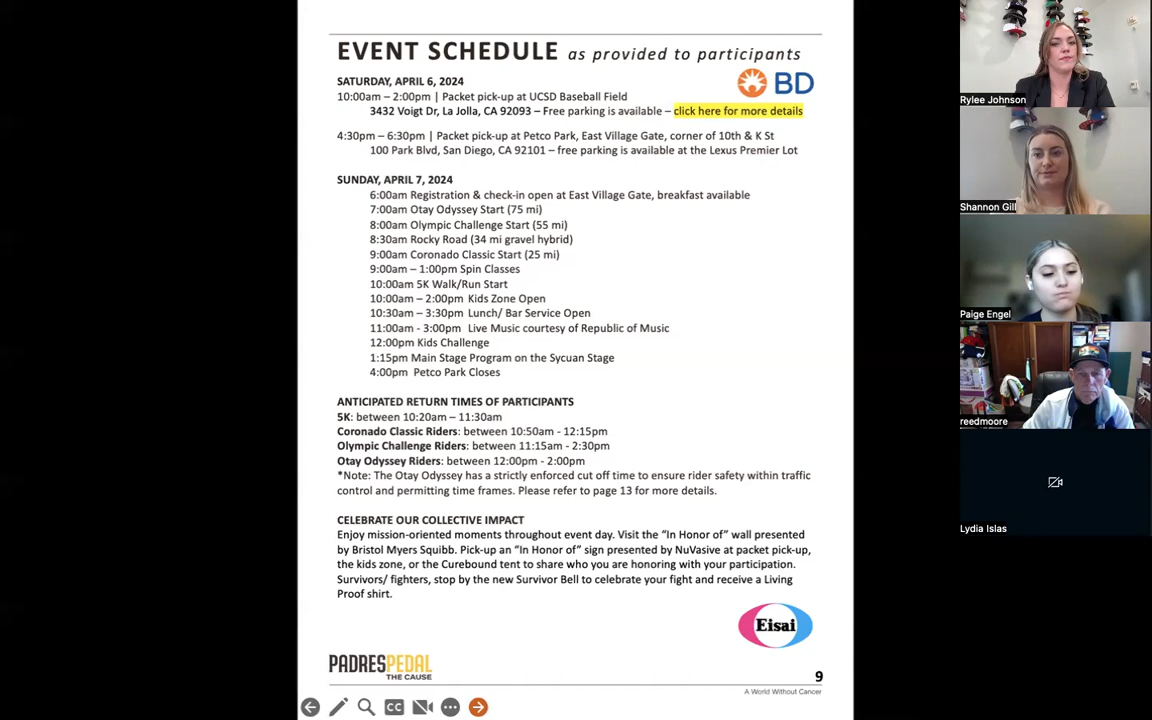 EVENT SCHEDULE as provided to participants
SATURDAY, APRIL 6, 2024
BD
10:00am – 2:00pm | Packet pick-up at UCSD Baseball Field
3432 Voigt Dr, La Jolla, CA 92093 – Free parking is available – click here for more details
4:30pm – 6:30pm | Packet pick-up at Petco Park, East Village Gate, corner of 10th & K St
100 Park Blvd, San Diego, CA 92101 – free parking is available at the Lexus Premier Lot
SUNDAY, APRIL 7, 2024
6:00am Registration & check-in open at East Village Gate, breakfast available
7:00am Otay Odyssey Start (75 mi)
8:00am Olympic Challenge Start (55 mi)
8:30am Rocky Road (34 mi gravel hybrid)
9:00am Coronado Classic Start (25 mi)
9:00am – 1:00pm Spin Classes
10:00am 5K Walk/Run Start
10:00am – 2:00pm Kids Zone Open
10:30am – 3:30pm Lunch/ Bar Service Open
11:00am - 3:00pm Live Music courtesy of Republic of Music
12:00pm Kids Challenge
1:15pm Main Stage Program on the Sycuan Stage
4:00pm Petco Park Closes
ANTICIPATED RETURN TIMES OF PARTICIPANTS
5K: between 10:20am – 11:30am
Coronado Classic Riders: between 10:50am - 12:15pm
Olympic Challenge Riders: between 11:15am - 2:30pm
Otay Odyssey Riders: between 12:00pm - 2:00pm
*Note: The Otay Odyssey has a strictly enforced cut off time to ensure rider safety within traffic
control and permitting time frames. Please refer to page 13 for more details.
CELEBRATE OUR COLLECTIVE IMPACT
Enjoy mission-oriented moments throughout event day. Visit the “In Honor of” wall presented
by Bristol Myers Squibb. Pick-up an “In Honor of” sign presented by NuVasive at packet pick-up,
the kids zone, or the Curebound tent to share who you are honoring with your participation.
Survivors/ fighters, stop by the new Survivor Bell to celebrate your fight and receive a Living
Proof shirt.
Eisai
PADRESPEDAL
THE CAUSE
9
A World Without Cancer
CC
Rylee Johnson
Shannon Gill
Paige Engel
reedmoore
Lydia Islas